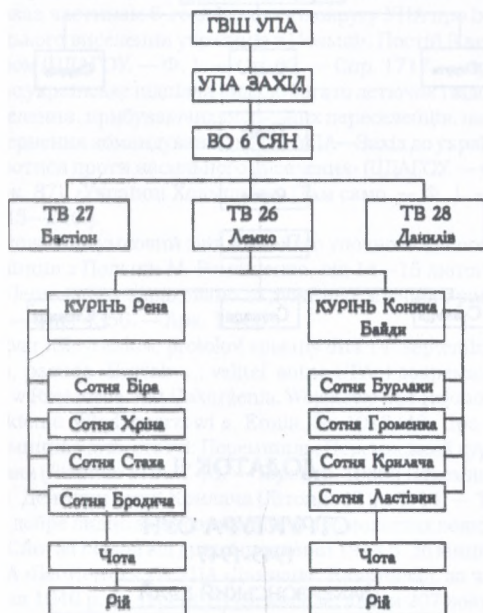 ГВШ УПА
УПА ЗАХІД
ВО 6 СЯН
ТВ 27
Бастіон
ТВ 26
Лемко
ТВ 28
Данилів
КУРІНЬ Рена
КУРІНЬ Коника
Байди
Сотня Біра
Сотня Хріна
Сотня Стаха
Сотня Бродича
Чота
Рій
Сотня Бурлаки
Сотня Громенка
Сотня Крилача
Сотня Ластівки
Чота
Рій